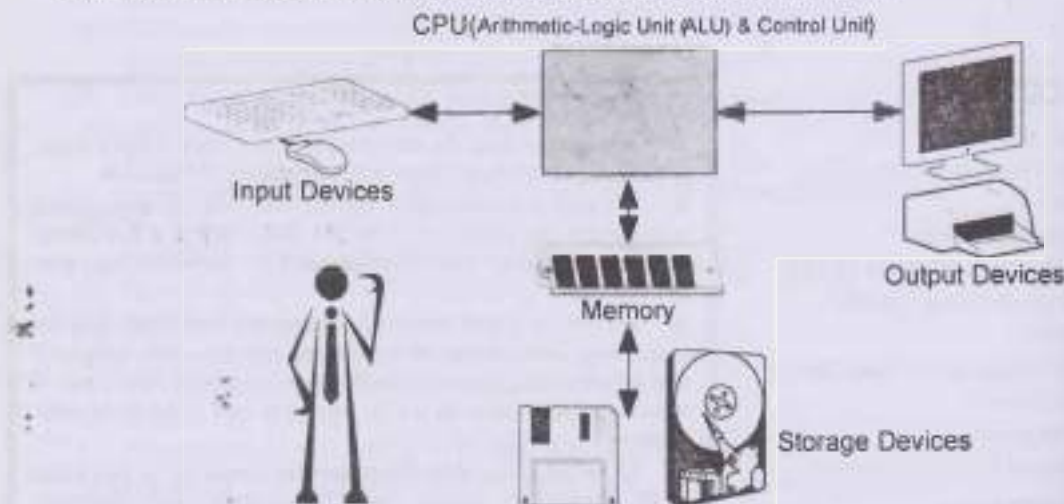 CPU(Arithmetic-Logic Unit (ALU) & Control Unit)
Input Devices
Output Devices
Memory
Storage Devices